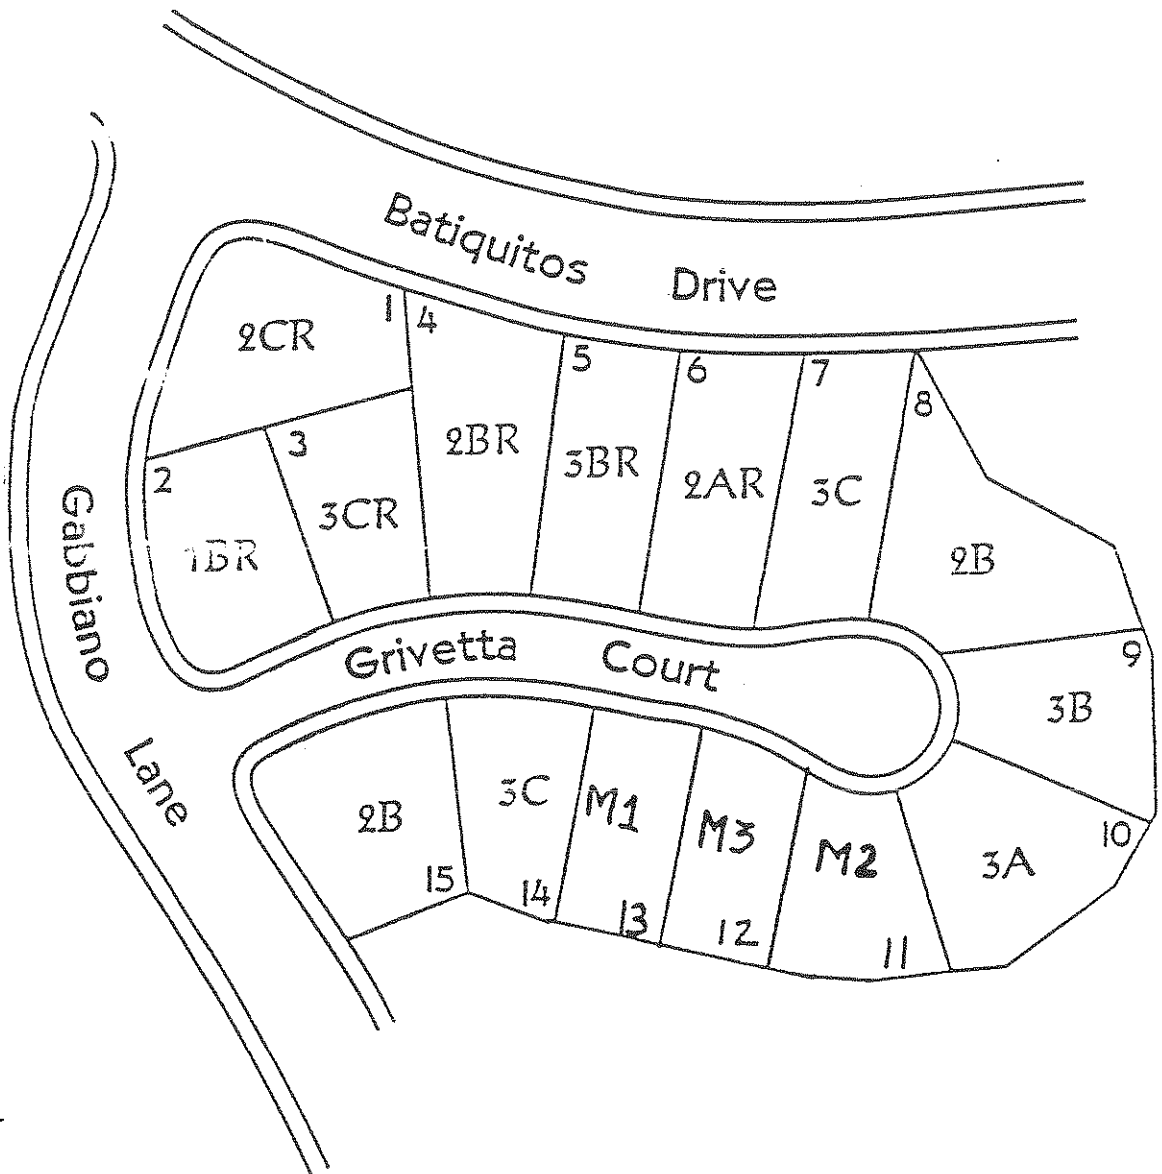 Batiquitos Drive
1
4
2CR
5
6
7
8
3
2BR
3BR
2AR
3C
2
3CR
1BR
2B
Gabbiano Lane
Grivetta Court
9
3B
2B
3C
M1
M3
M2
3A
10
15
14
13
12
11